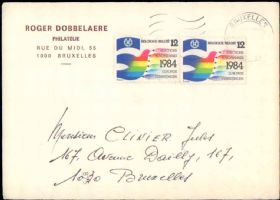 ROGER DOBBELAERE
PHILATÉLIE
RUE DU MIDI, 55
1000 BRUXELLES
BELGIQUE-BELGIË 12
1984
BELGIQUE-BELGIË 12
1984
BRUXELLES
Monsieur CLINIER Jules
167, Avenue Dailly, 167,
1030 Bruxelles